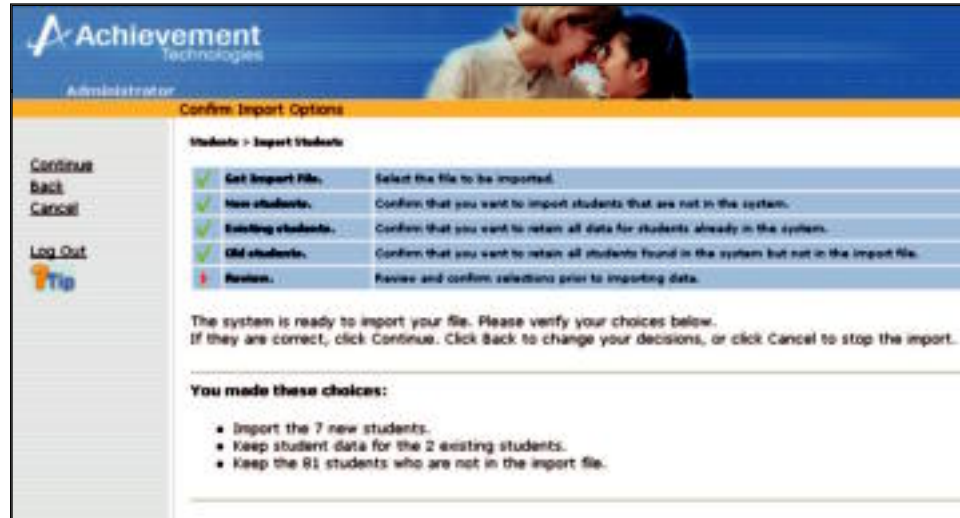 Achievement
Technologies
Administrator
Confirm Import Options
Students > Import Students
Continue
Back
Cancel
Log Out
Tip
Get Import File. Select the file to be imported.
New students. Confirm that you want to import students that are not in the system.
Existing students. Confirm that you want to retain all data for students already in the system.
Old students. Confirm that you want to retain all students found in the system but not in the import file.
Review. Review and confirm selections prior to importing data.
The system is ready to import your file. Please verify your choices below.
If they are correct, click Continue. Click Back to change your decisions, or click Cancel to stop the import.
You made these choices:
• Import the 7 new students.
• Keep student data for the 2 existing students.
• Keep the 81 students who are not in the import file.